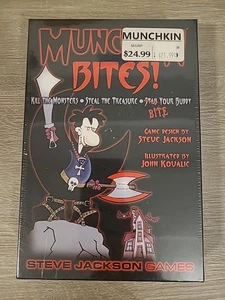 MUNCHKIN
$24.99
MUNCHKIN
BITES!
KILL THE MONSTERS • STEAL THE TREASURE • STAB YOUR BUDDY
BITE
GAME DESIGN BY
STEVE JACKSON
ILLUSTRATED BY
JOHN KOVALIC
STEVE JACKSON GAMES